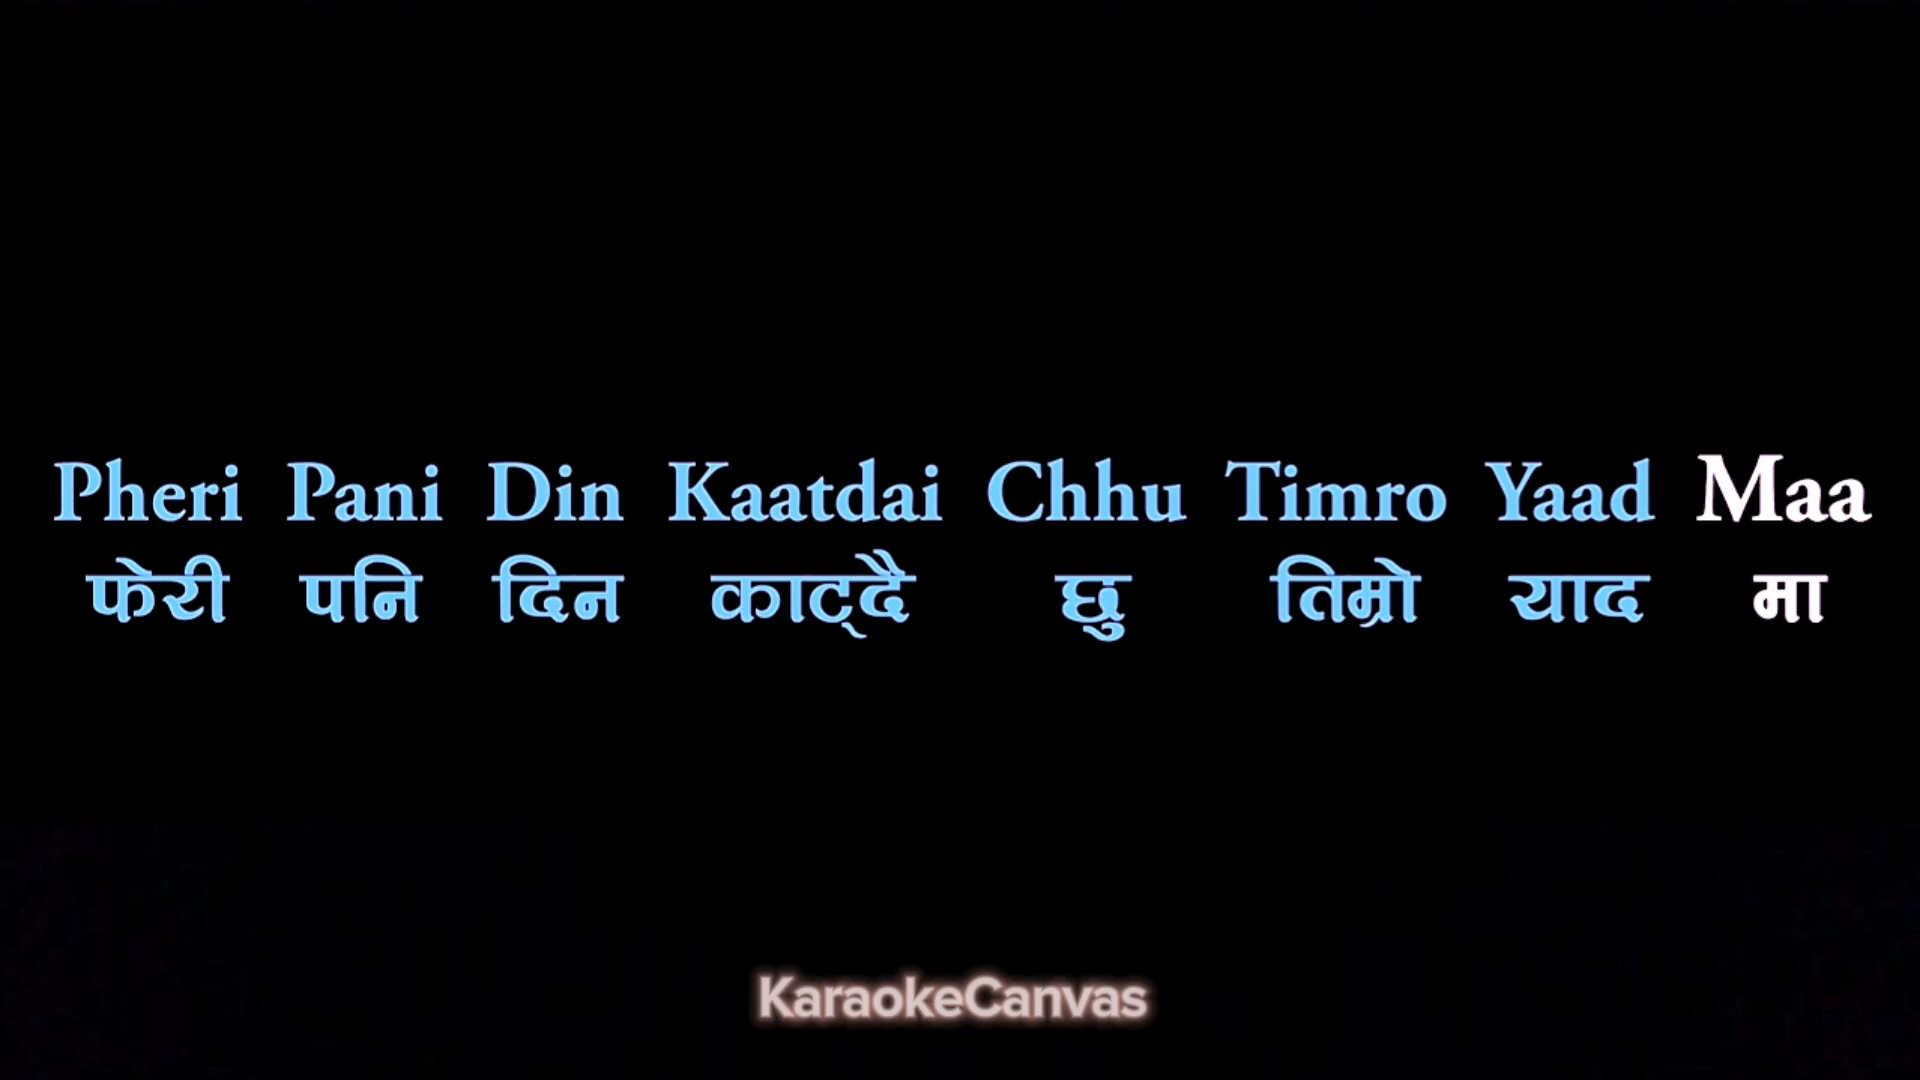 Pheri Pani Din Kaatdai Chhu Timro Yaad Maa
फेरी पनि दिन काट्दै छु तिम्रो याद मा
KaraokeCanvas